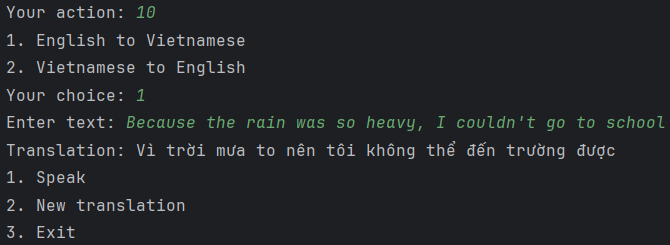 Your action: 10
1. English to Vietnamese
2. Vietnamese to English
Your choice: 1
Enter text: Because the rain was so heavy, I couldn't go to school
Translation: Vì trời mưa to nên tôi không thể đến trường được
1. Speak
2. New translation
3. Exit